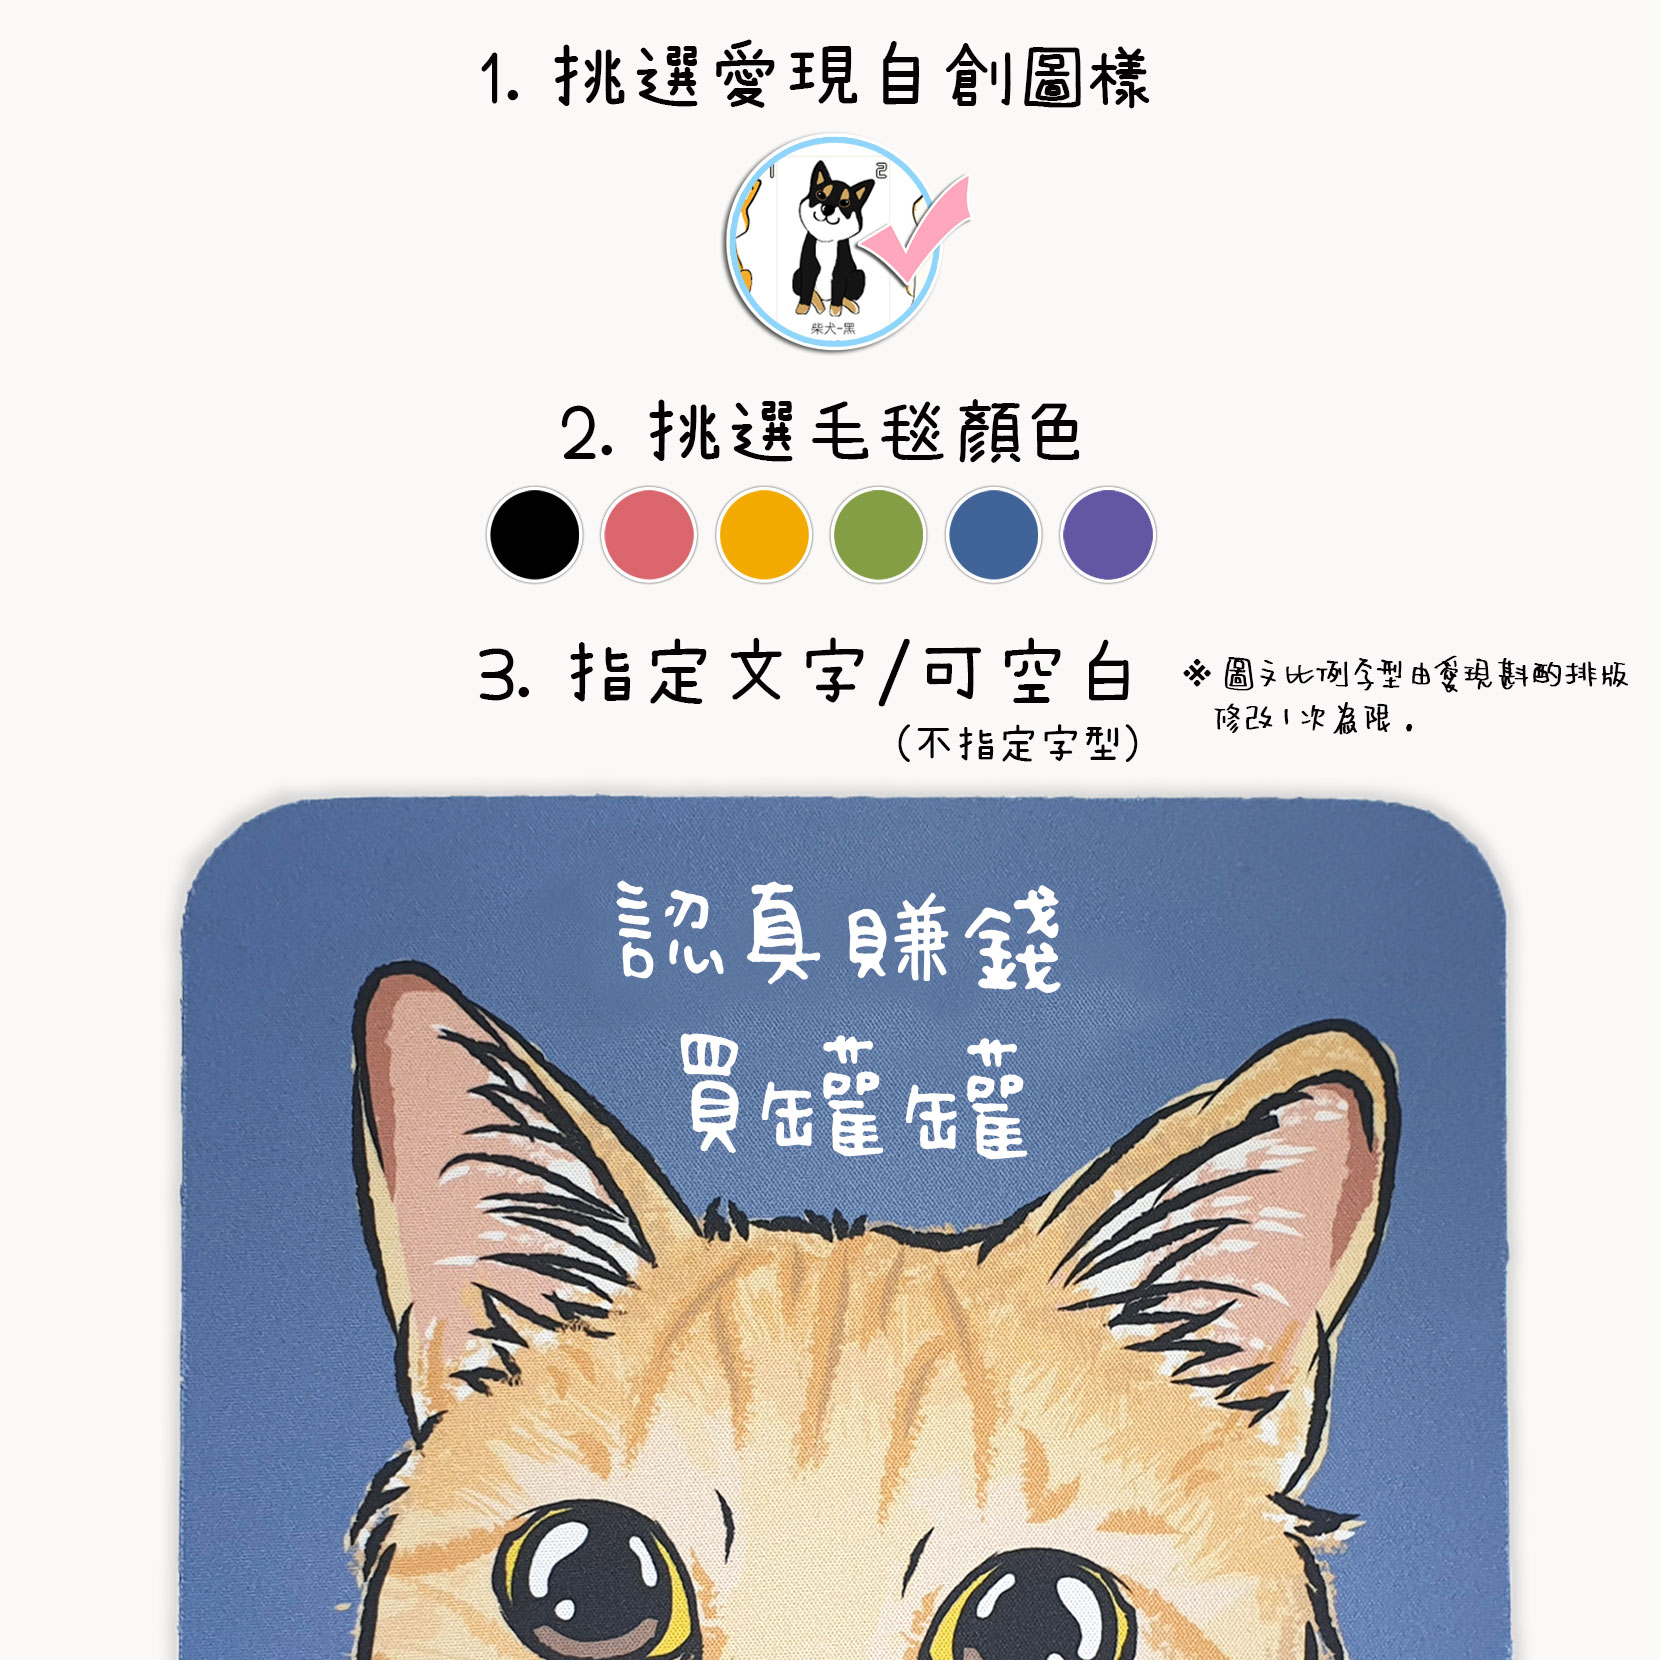 1. 挑選愛現自創圖樣
1
2
柴犬-黑
2. 挑選毛毯顏色
3. 指定文字/可空白
(不指定字型)
※ 圖文比例字型由愛現斟酌排版
修改1次為限.
認真賺錢
買罐罐